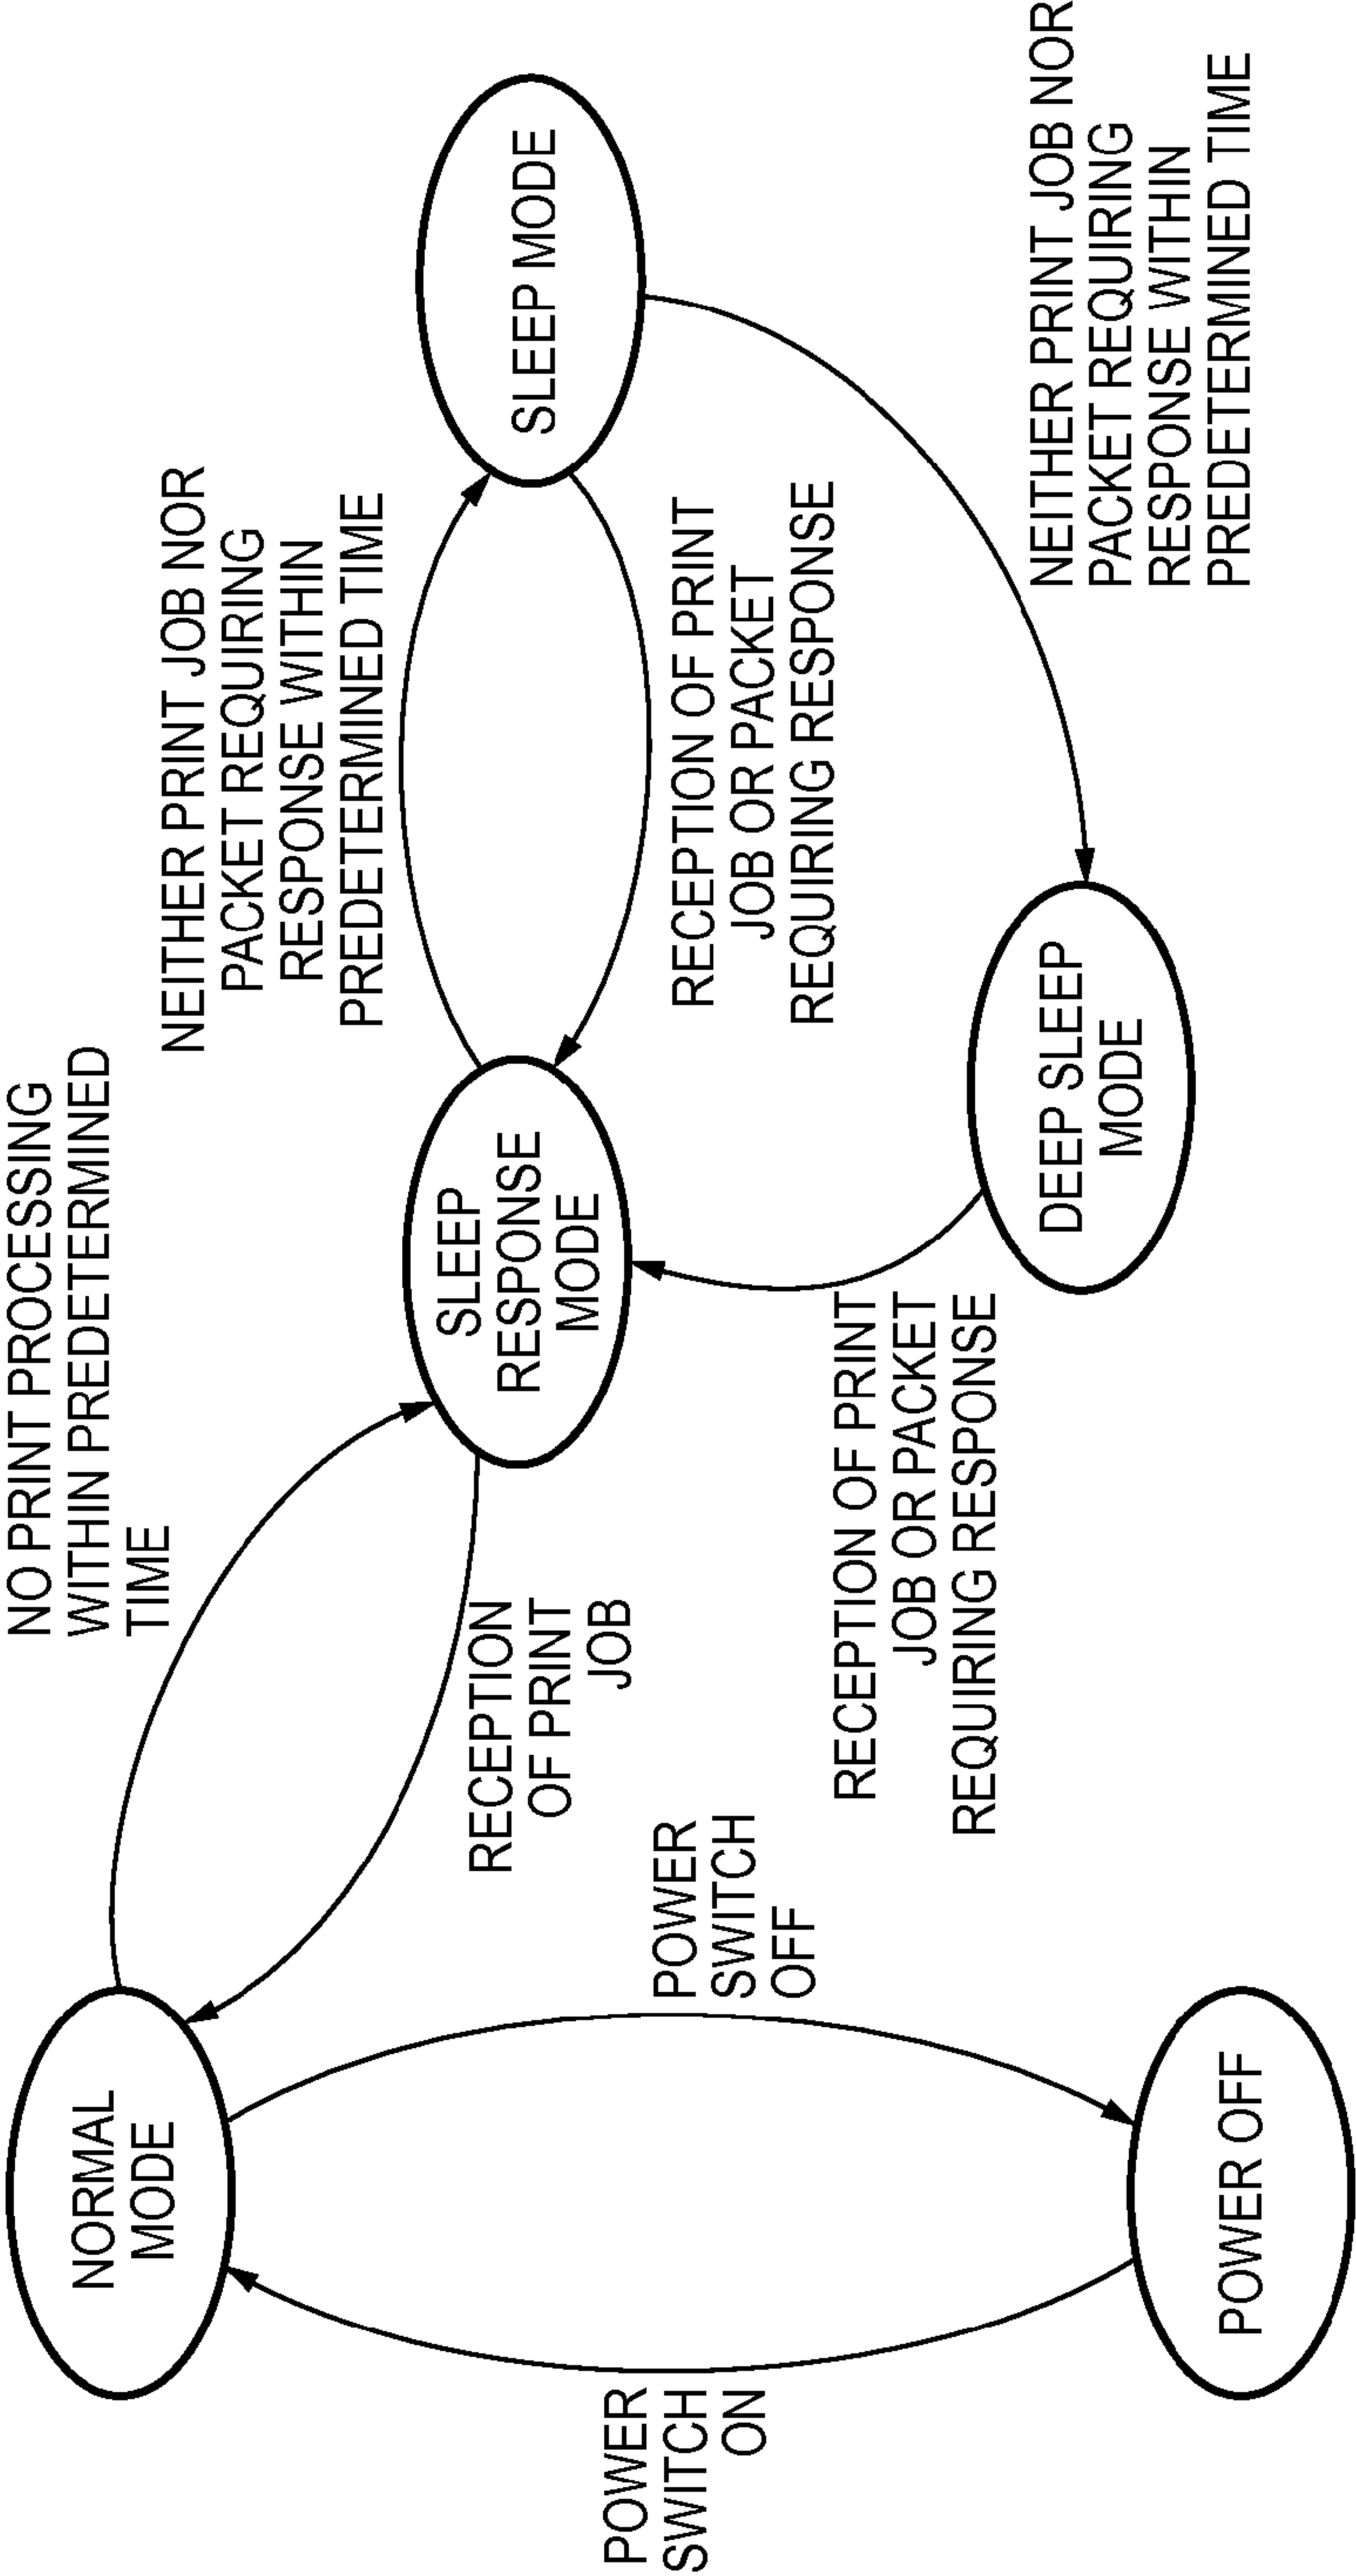 NO PRINT PROCESSING
WITHIN PREDETERMINED
TIME
NORMAL
MODE
NEITHER PRINT JOB NOR
PACKET REQUIRING
RESPONSE WITHIN
PREDETERMINED TIME
SLEEP
RESPONSE
MODE
SLEEP MODE
RECEPTION
OF PRINT
JOB
RECEPTION OF PRINT
JOB OR PACKET
REQUIRING RESPONSE
POWER
SWITCH
ON
POWER
SWITCH
OFF
RECEPTION OF PRINT
JOB OR PACKET
REQUIRING RESPONSE
DEEP SLEEP
MODE
NEITHER PRINT JOB NOR
PACKET REQUIRING
RESPONSE WITHIN
PREDETERMINED TIME
POWER OFF